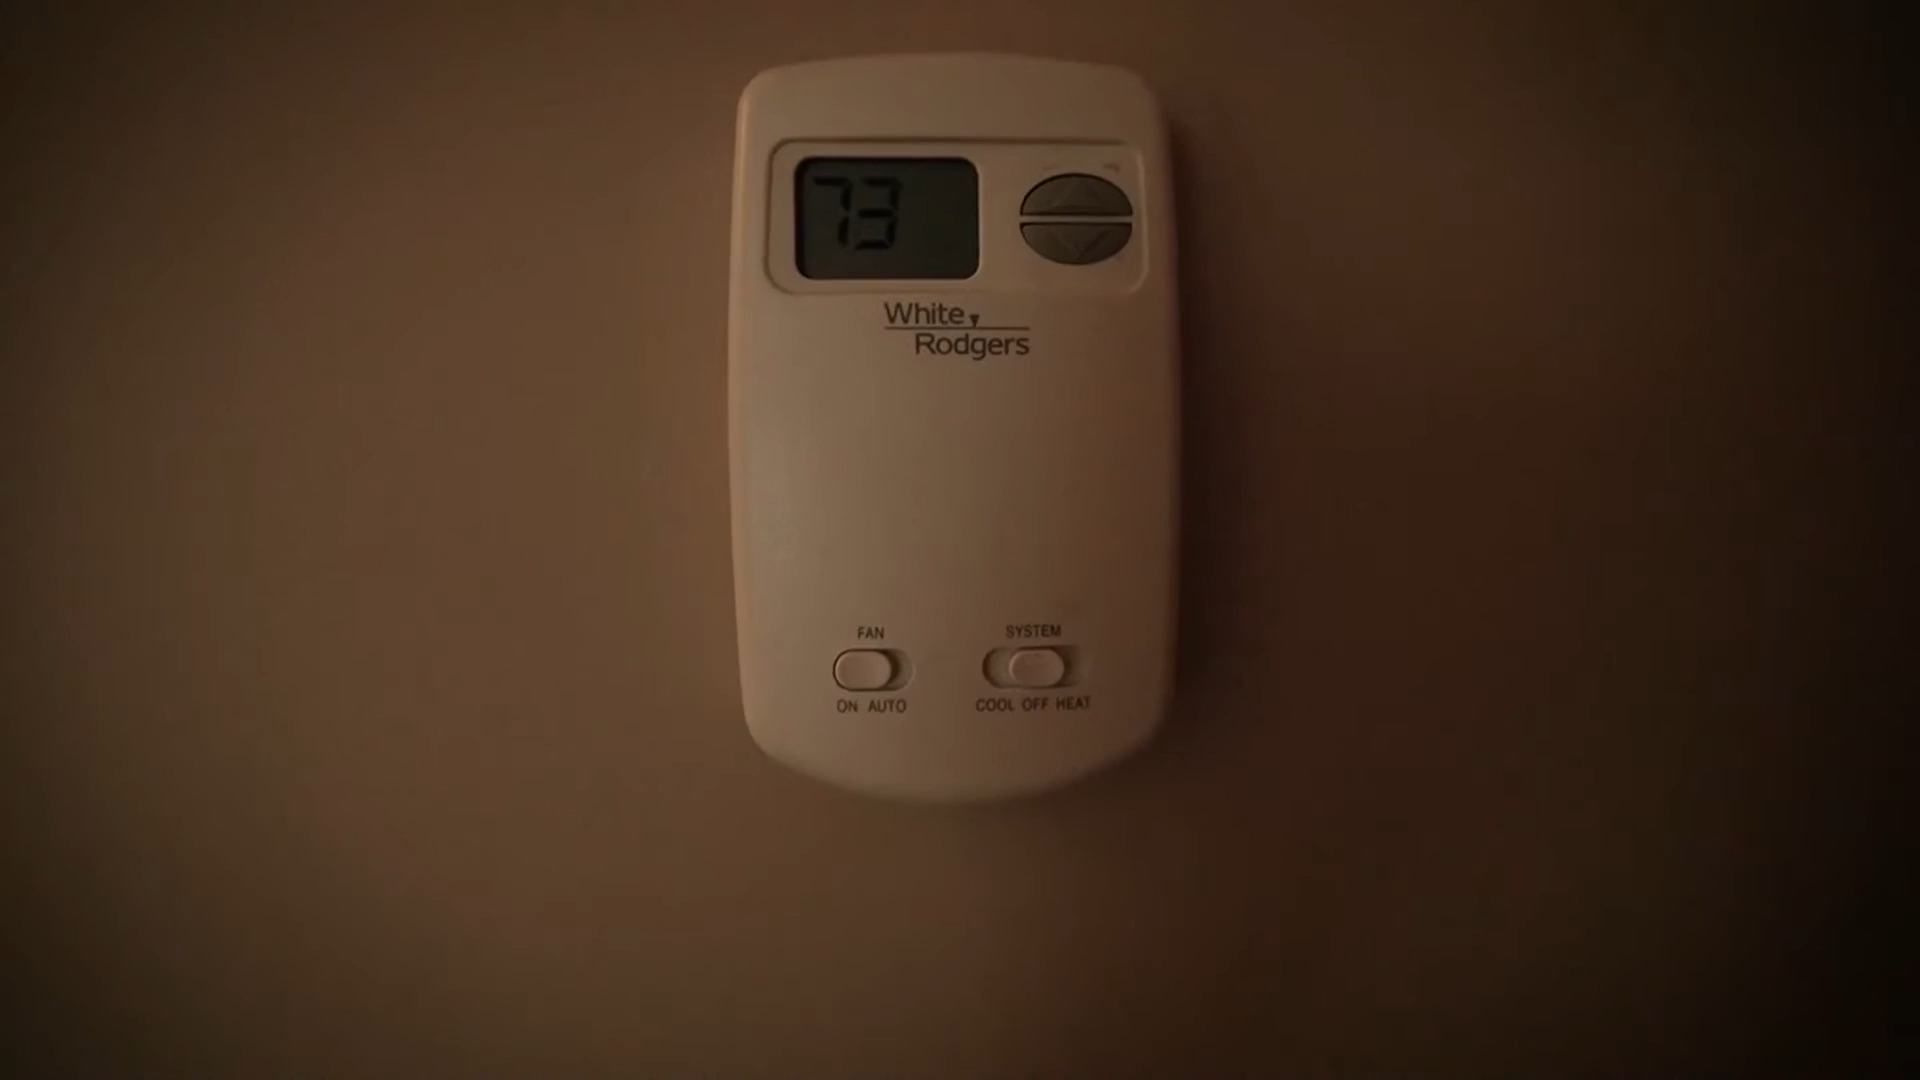 73
White
Rodgers
FAN
SYSTEM
ON AUTO
COOL OFF HEAT